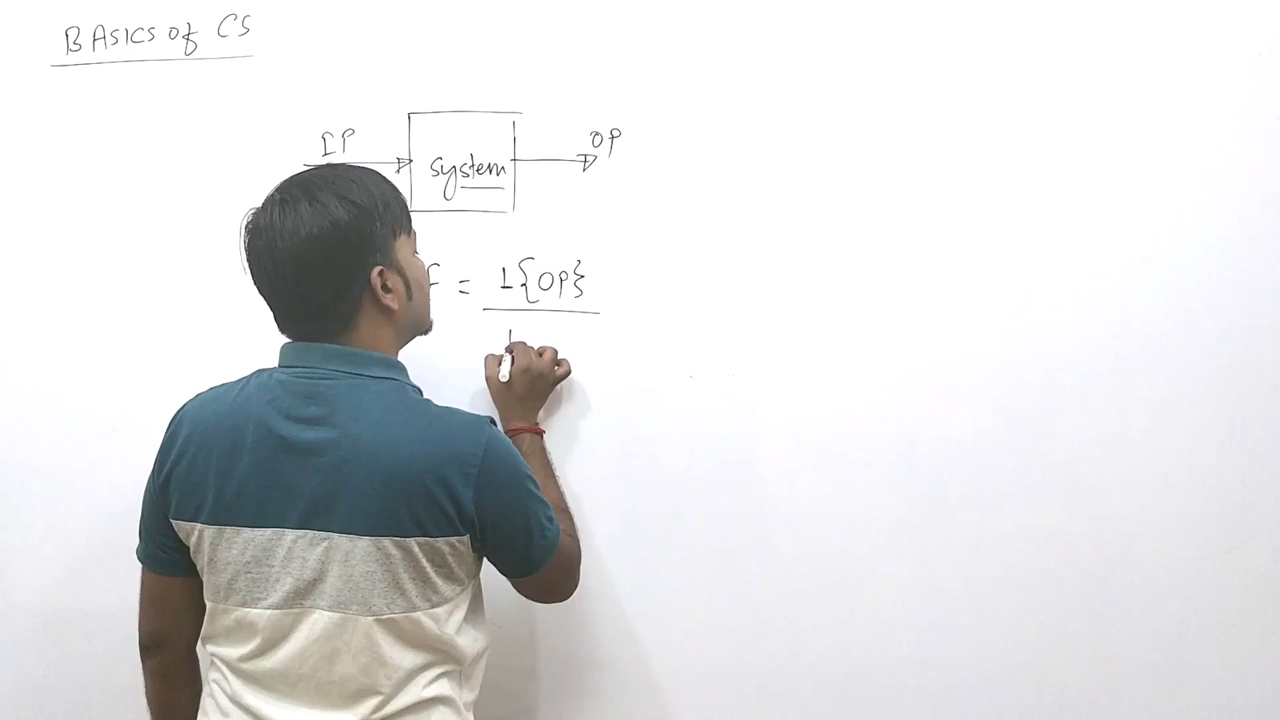 BASICS of CS
IP
OP
system
F = L{OP}